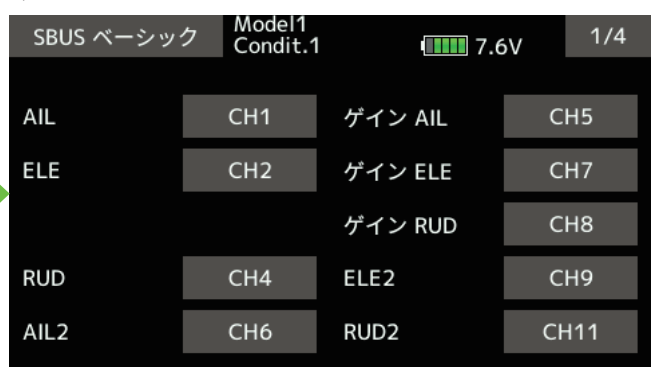 SBUS ベーシック Model1 Condit.1 7.6V 1/4
AIL CH1 ゲイン AIL CH5
ELE CH2 ゲイン ELE CH7
ゲイン RUD CH8
RUD CH4 ELE2 CH9
AIL2 CH6 RUD2 CH11